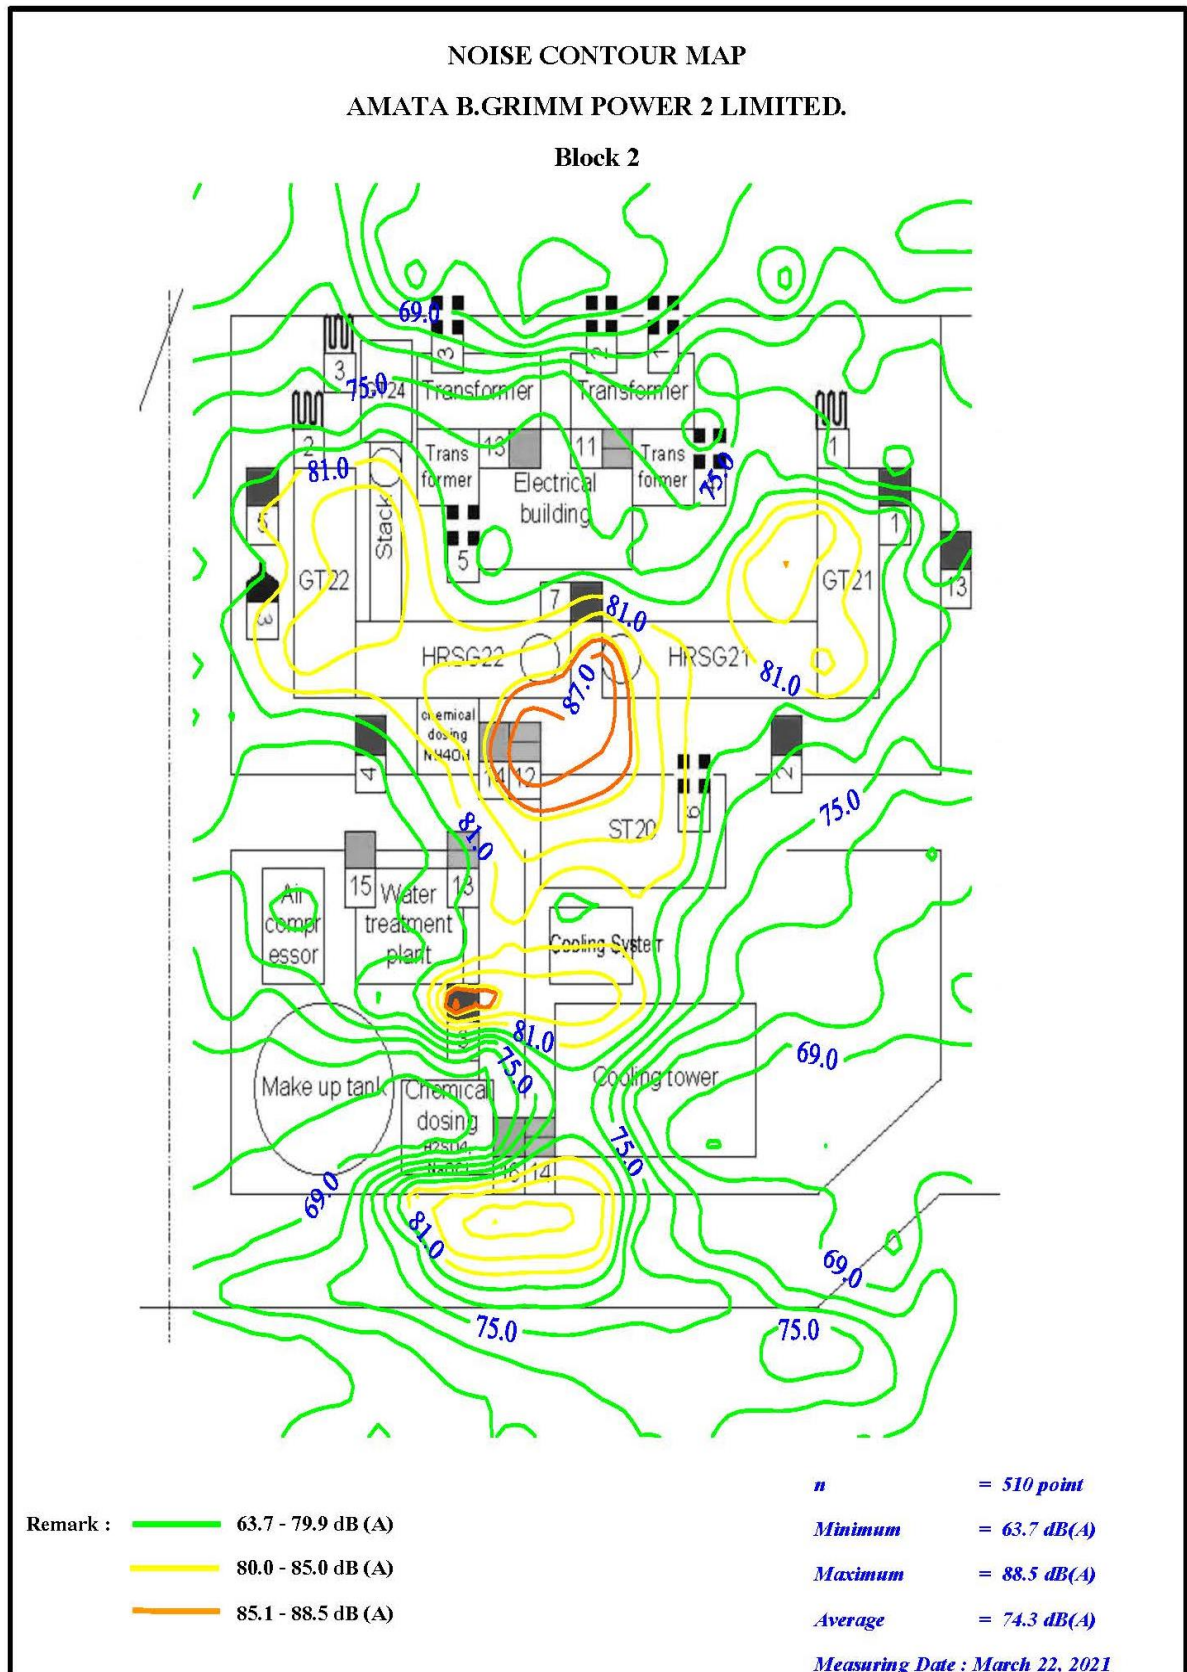 NOISE CONTOUR MAP
AMATA B.GRIMM POWER 2 LIMITED.
Block 2
69.0
3
2
1
3
75.0
GT24
Transformer
Transformer
2
1
81.0
Trans
former
13
11
Trans
former
75.0
Electrical
building
5
Stack
5
1
GT22
GT21
13
3
7
81.0
HRSG22
HRSG21
87.0
81.0
chemical
dosing
NH4OH
4
14
12
2
75.0
6
ST20
81.0
15
Water
treatment
plant
13
Air
compr
essor
Cooling System
81.0
75.0
69.0
Make up tank
Chemical
dosing
H2SO4,
Cooling tower
75.0
16
14
69.0
81.0
69.0
75.0
75.0
Remark :
63.7 - 79.9 dB (A)
80.0 - 85.0 dB (A)
85.1 - 88.5 dB (A)
n = 510 point
Minimum = 63.7 dB(A)
Maximum = 88.5 dB(A)
Average = 74.3 dB(A)
Measuring Date : March 22, 2021